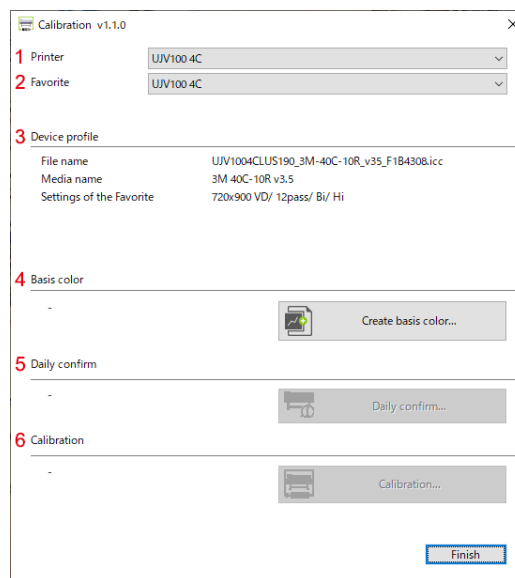 Calibration v1.1.0
1 Printer UJV100 4C
2 Favorite UJV100 4C
3 Device profile
File name UJV1004CLUS190_3M-40C-10R_v35_F1B4308.icc
Media name 3M 40C-10R v3.5
Settings of the Favorite 720x900 VD/ 12pass/ Bi/ Hi
4 Basis color
- Create basis color...
5 Daily confirm
- Daily confirm...
6 Calibration
- Calibration...
Finish